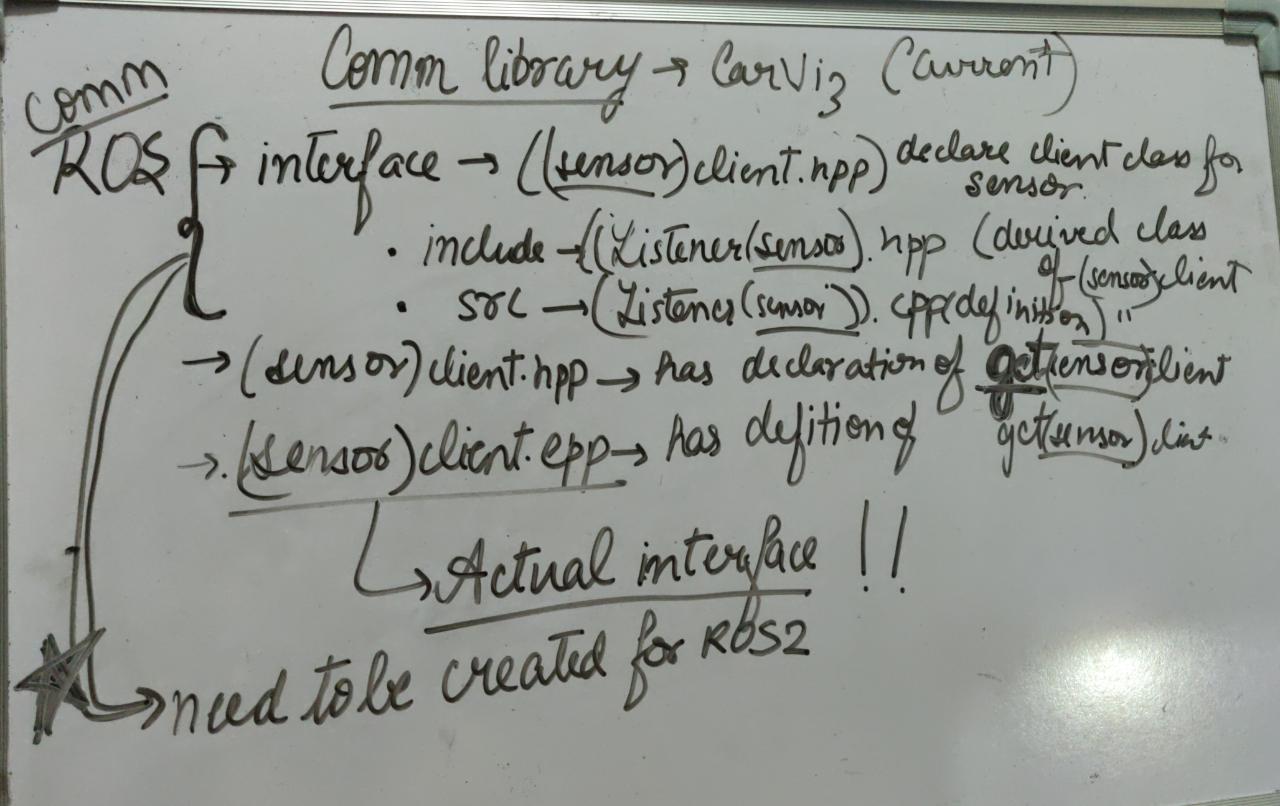 Comm library → CarVi3 (Current)
comm
ROS → interface → ((sensor)client.hpp) declare client class for sensor.
• include → ((Listener(sensor).hpp (derived class of (sensor)client
• src → (Listener(sensor)).cpp (definition) "
→ (sensor)client.hpp → has declaration of get(sensor)client
→. (sensor)client.cpp → has defition of get(sensor)client
→ Actual interface !!
→ need to be created for ROS2